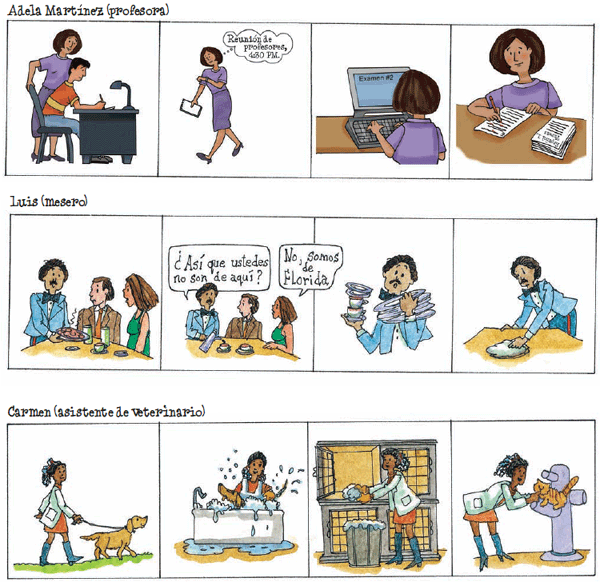 Adela Martínez (profesora)
Reunión de
profesores,
4:30 PM.
Examen #2
Luis (mesero)
¿Así que ustedes
no son de aquí?
No, somos
de
Florida
Carmen (asistente de veterinario)